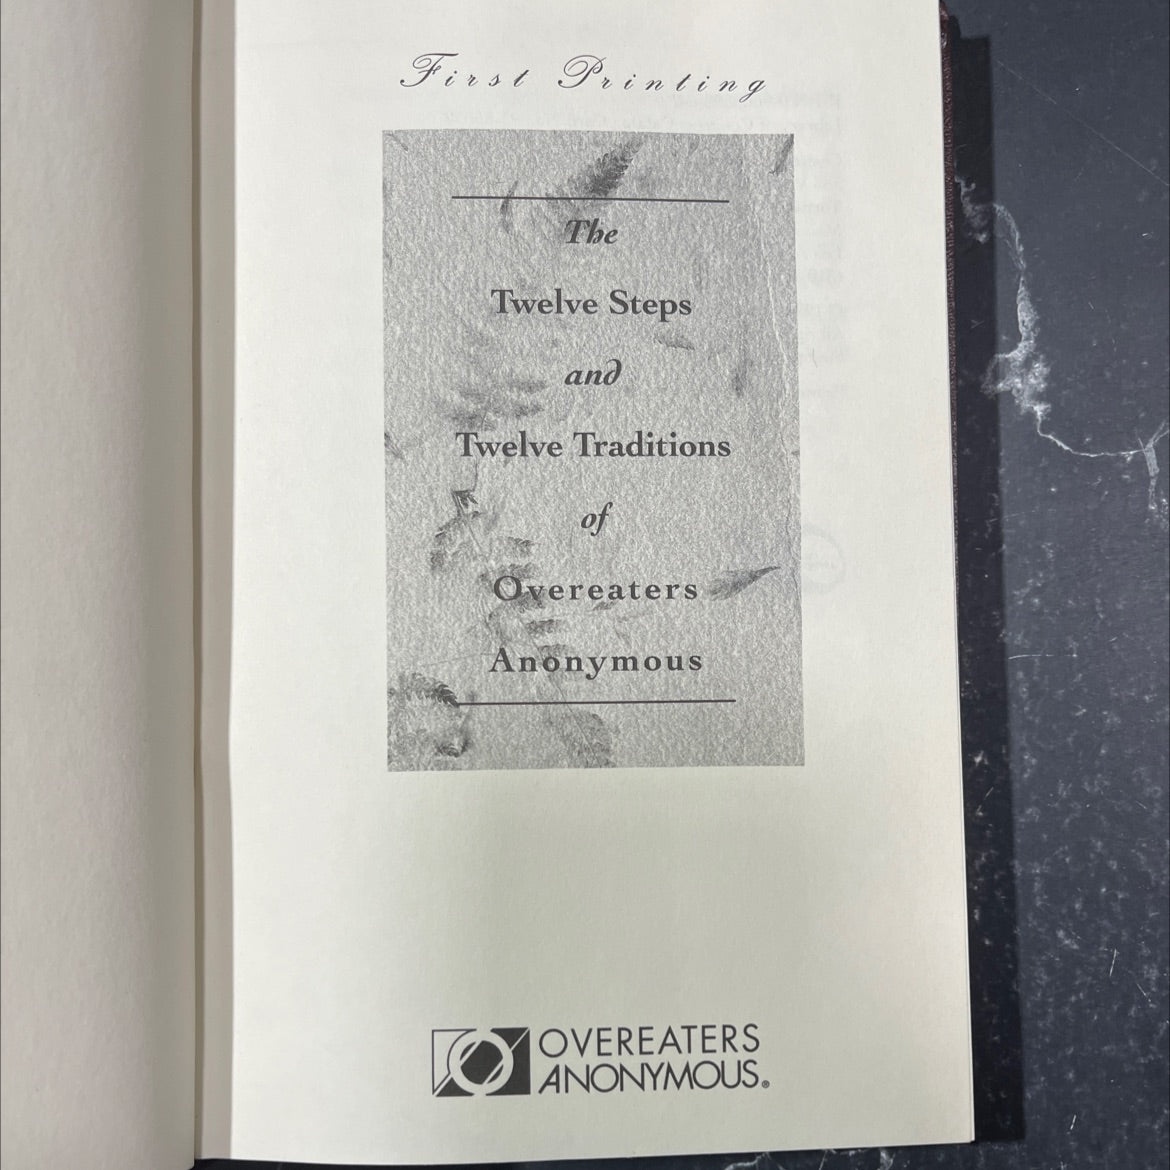 First Printing
The
Twelve Steps
and
Twelve Traditions
of
Overeaters
Anonymous
OVEREATERS
ANONYMOUS®